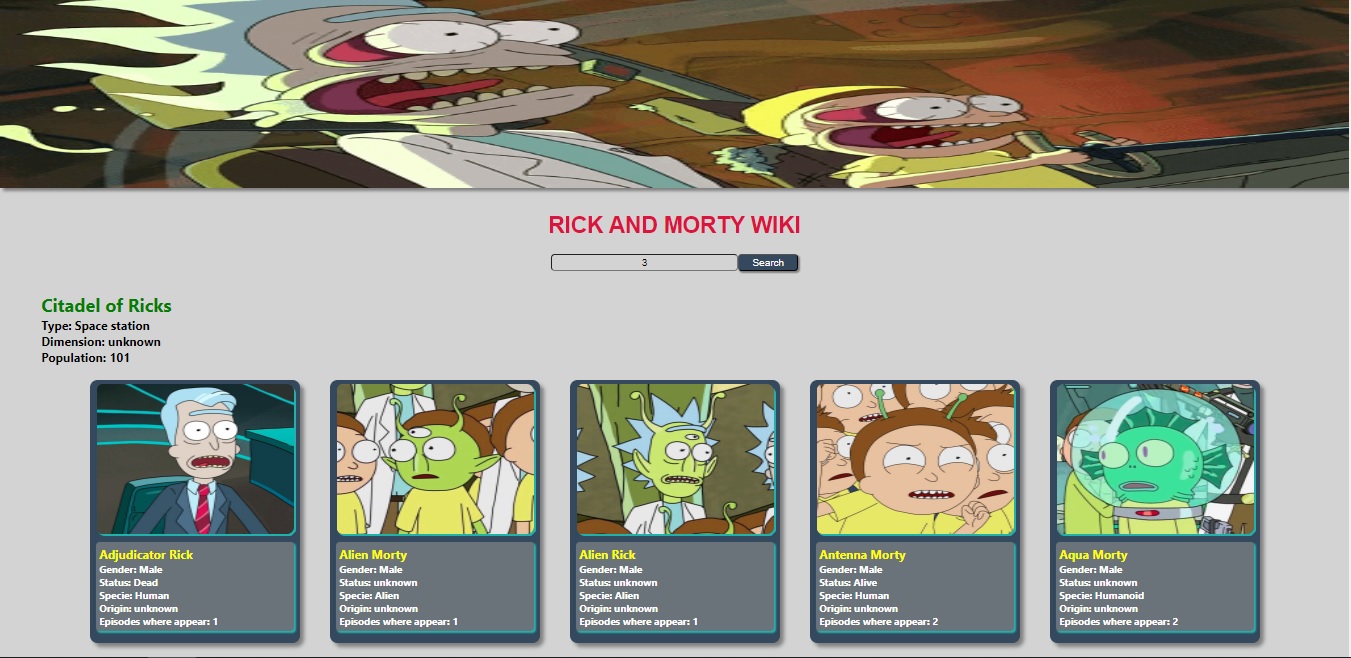 RICK AND MORTY WIKI
3 Search
Citadel of Ricks
Type: Space station
Dimension: unknown
Population: 101
Adjudicator Rick
Gender: Male
Status: Dead
Specie: Human
Origin: unknown
Episodes where appear: 1
Alien Morty
Gender: Male
Status: unknown
Specie: Alien
Origin: unknown
Episodes where appear: 1
Alien Rick
Gender: Male
Status: unknown
Specie: Alien
Origin: unknown
Episodes where appear: 1
Antenna Morty
Gender: Male
Status: Alive
Specie: Human
Origin: unknown
Episodes where appear: 2
Aqua Morty
Gender: Male
Status: unknown
Specie: Humanoid
Origin: unknown
Episodes where appear: 2